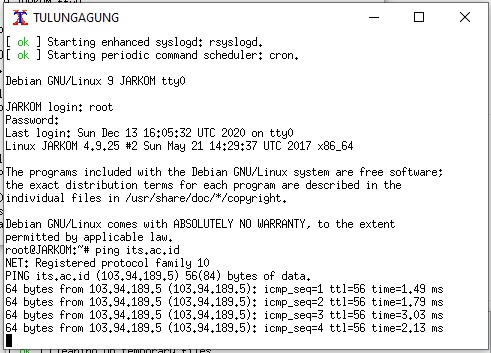 TULUNGAGUNG
[ ok ] Starting enhanced syslogd: rsyslogd.
[ ok ] Starting periodic command scheduler: cron.
Debian GNU/Linux 9 JARKOM tty0
JARKOM login: root
Password:
Last login: Sun Dec 13 16:05:32 UTC 2020 on tty0
Linux JARKOM 4.9.25 #2 Sun May 21 14:29:37 UTC 2017 x86_64
The programs included with the Debian GNU/Linux system are free software;
the exact distribution terms for each program are described in the
individual files in /usr/share/doc/*/copyright.
Debian GNU/Linux comes with ABSOLUTELY NO WARRANTY, to the extent
permitted by applicable law.
root@JARKOM:~# ping its.ac.id
NET: Registered protocol family 10
PING its.ac.id (103.94.189.5) 56(84) bytes of data.
64 bytes from 103.94.189.5 (103.94.189.5): icmp_seq=1 ttl=56 time=1.49 ms
64 bytes from 103.94.189.5 (103.94.189.5): icmp_seq=2 ttl=56 time=1.79 ms
64 bytes from 103.94.189.5 (103.94.189.5): icmp_seq=3 ttl=56 time=3.03 ms
64 bytes from 103.94.189.5 (103.94.189.5): icmp_seq=4 ttl=56 time=2.13 ms